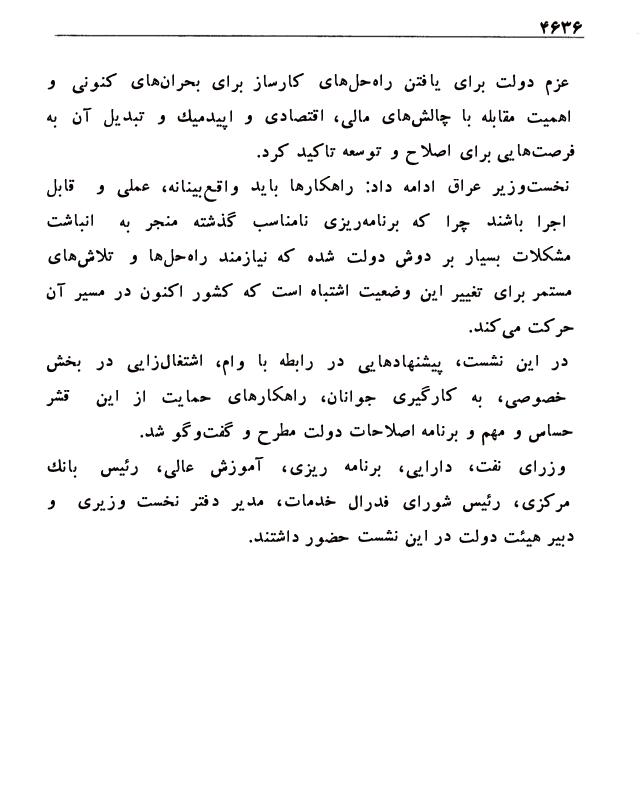 ۴۶۳۶
عزم دولت برای یافتن راه‌حل‌های کارساز برای بحران‌های کنونی و
اهمیت مقابله با چالش‌های مالی، اقتصادی و اپیدمیك و تبدیل آن به
فرصت‌هایی برای اصلاح و توسعه تاکید کرد.
نخست‌وزیر عراق ادامه داد: راهکارها باید واقع‌بینانه، عملی و قابل
اجرا باشند چرا که برنامه‌ریزی نامناسب گذشته منجر به انباشت
مشکلات بسیار بر دوش دولت شده که نیازمند راه‌حل‌ها و تلاش‌های
مستمر برای تغییر این وضعیت اشتباه است که کشور اکنون در مسیر آن
حرکت می‌کند.
در این نشست، پیشنهادهایی در رابطه با وام، اشتغال‌زایی در بخش
خصوصی، به کارگیری جوانان، راهکارهای حمایت از این قشر
حساس و مهم و برنامه اصلاحات دولت مطرح و گفت‌وگو شد.
وزرای نفت، دارایی، برنامه ریزی، آموزش عالی، رئیس بانك
مرکزی، رئیس شورای فدرال خدمات، مدیر دفتر نخست وزیری و
دبیر هیئت دولت در این نشست حضور داشتند.